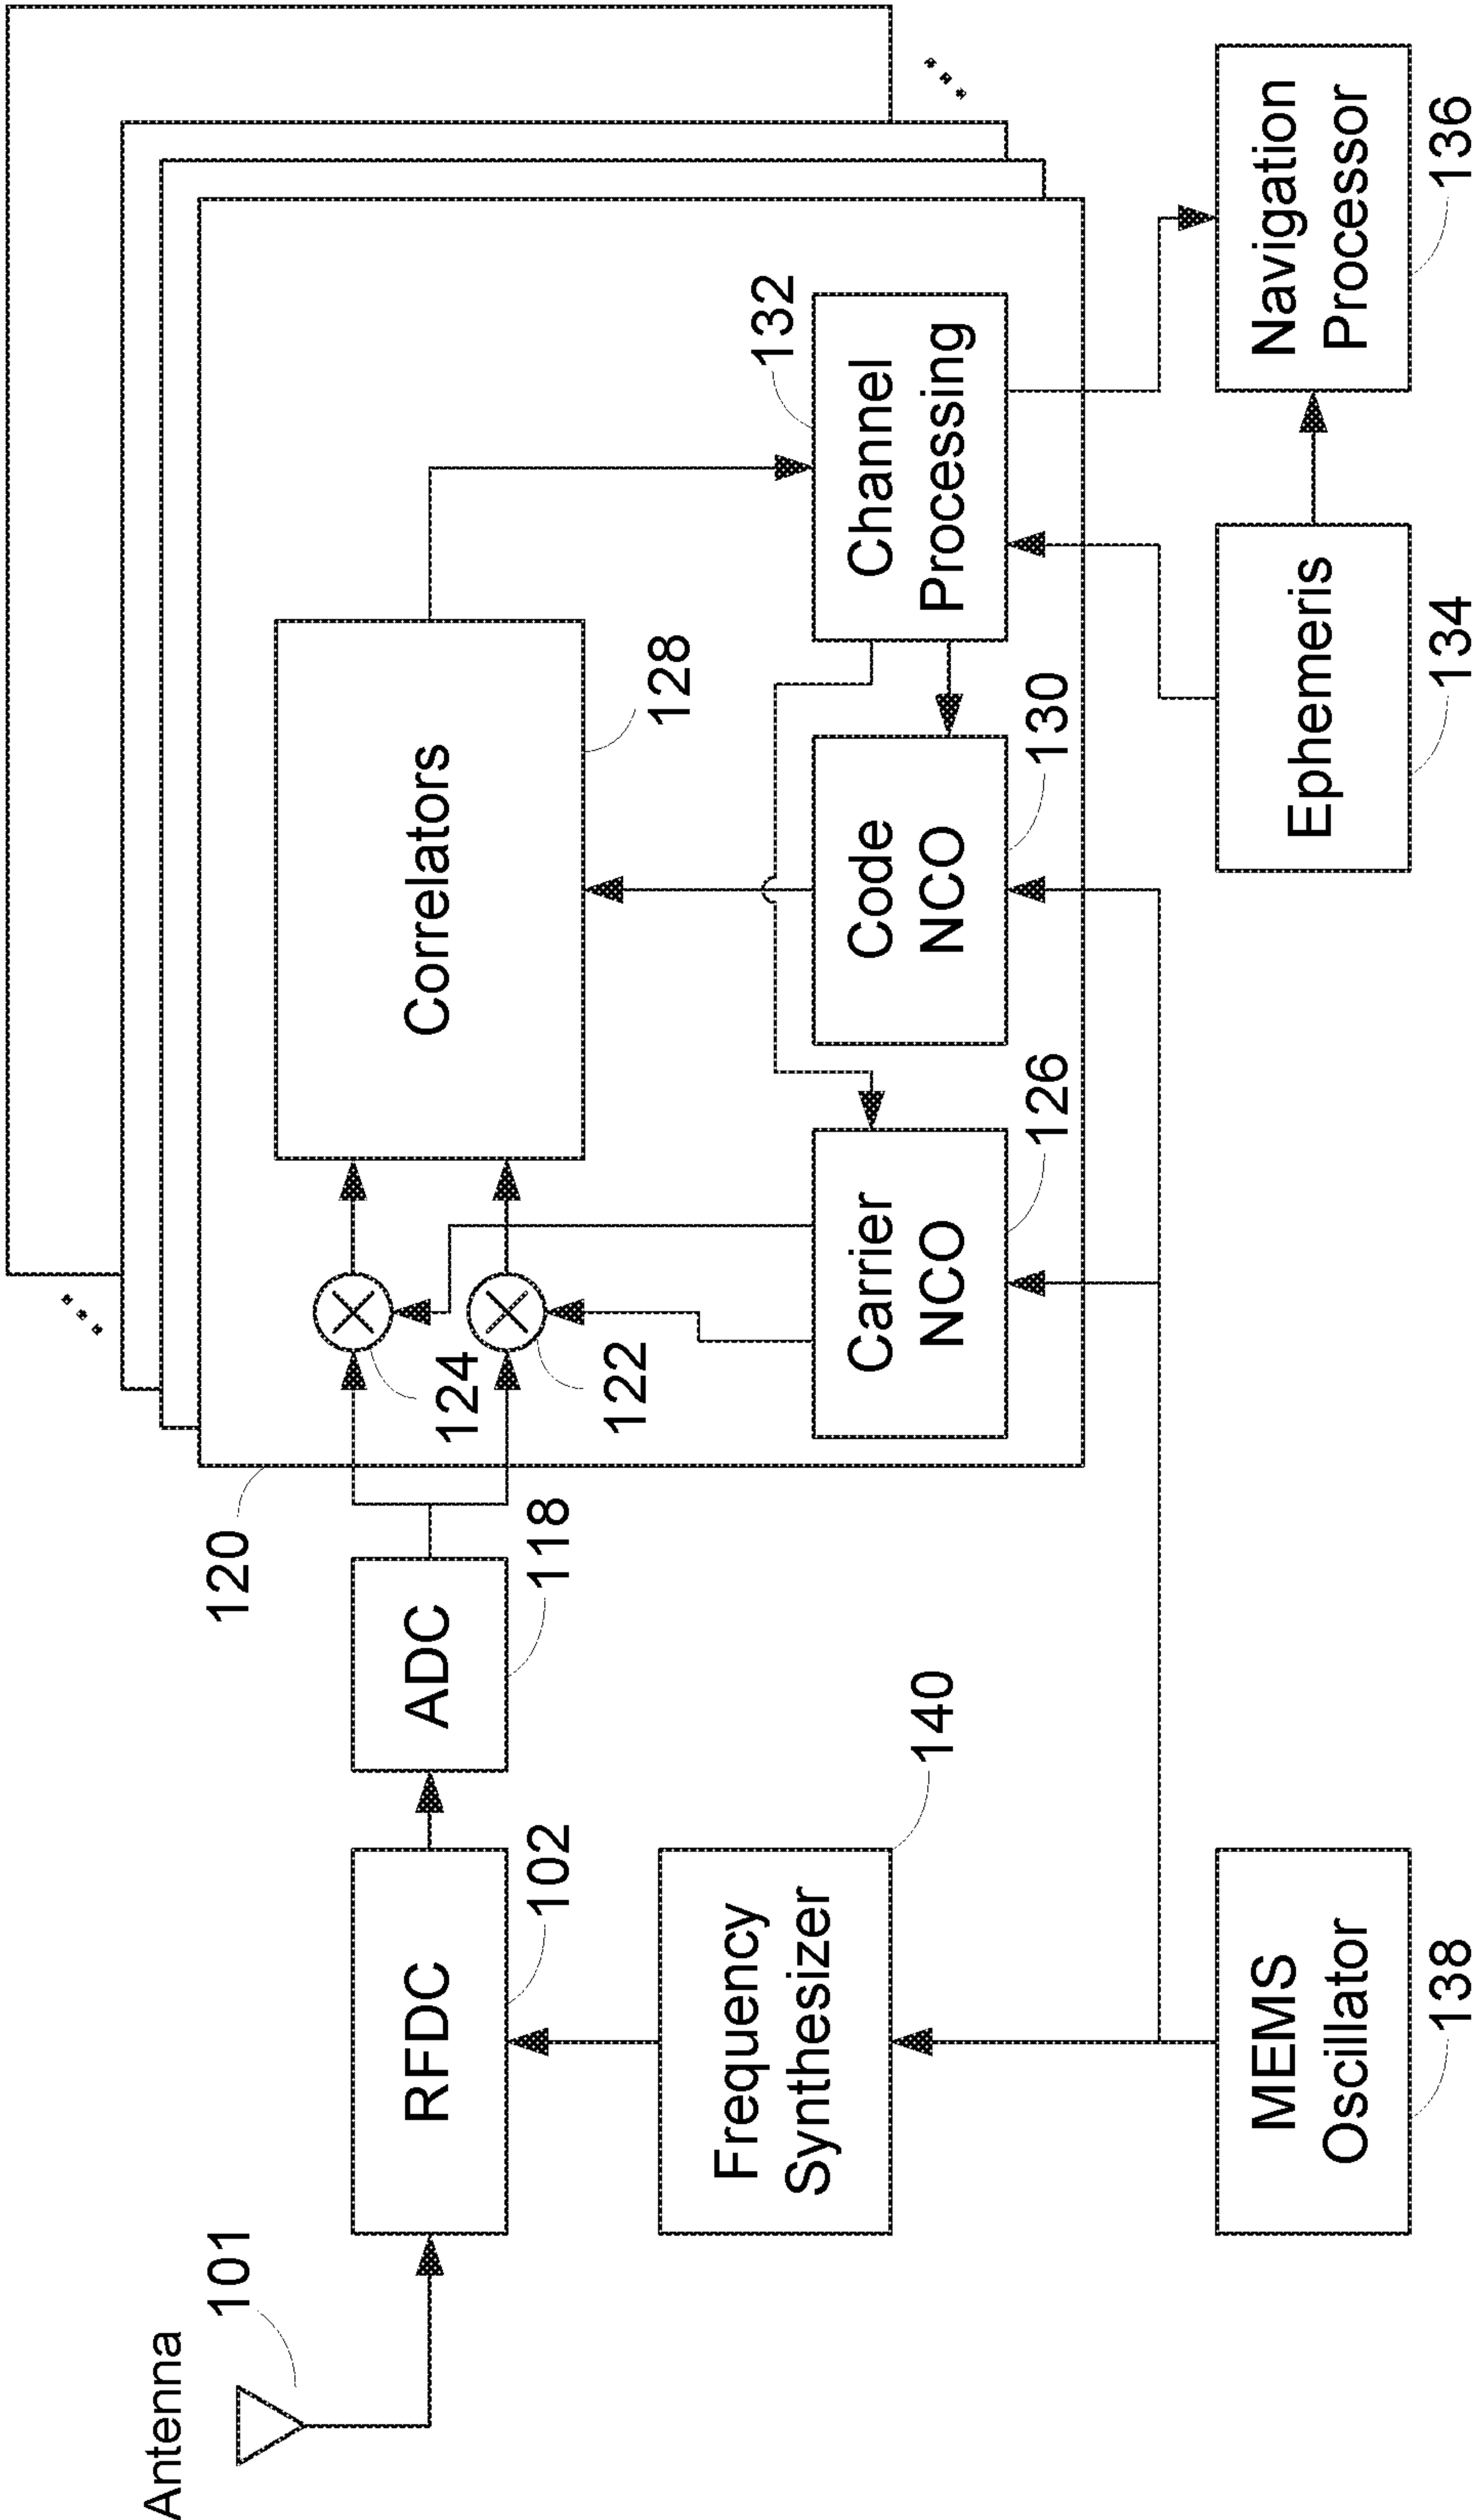 Antenna
101
RFDC
102
ADC
118
120
124
122
Correlators
128
Frequency
Synthesizer
140
Carrier
NCO
126
Code
NCO
130
Channel
Processing
132
MEMS
Oscillator
138
Ephemeris
134
Navigation
Processor
136